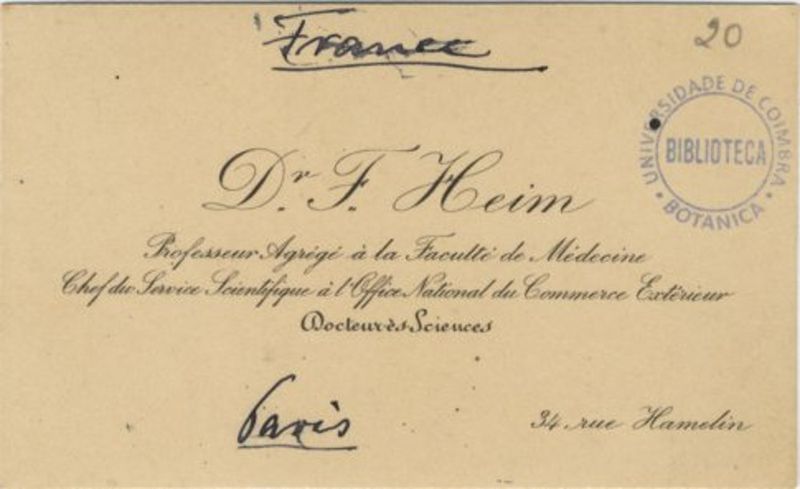 France
20
UNIVERSIDADE DE COIMBRA
BIBLIOTECA
BOTANICA
Dr. F. Heim
Professeur Agrégé à la Faculté de Médecine
Chef du Service Scientifique à l'Office National du Commerce Extérieur
Docteur ès Sciences
Paris
34, rue Hamelin